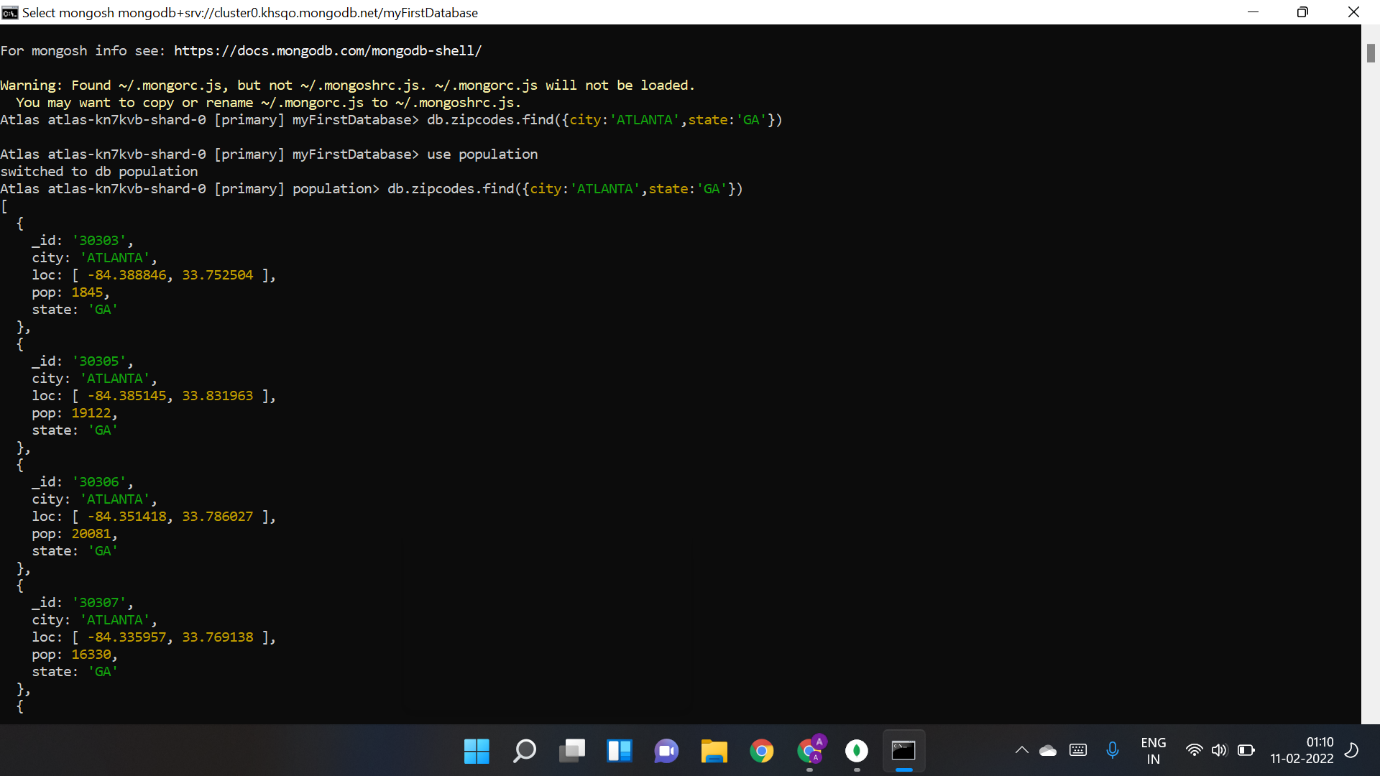 Select mongosh mongodb+srv://cluster0.khsqo.mongodb.net/myFirstDatabase
For mongosh info see: https://docs.mongodb.com/mongodb-shell/
Warning: Found ~/.mongorc.js, but not ~/.mongoshrc.js. ~/.mongorc.js will not be loaded.
You may want to copy or rename ~/.mongorc.js to ~/.mongoshrc.js.
Atlas atlas-kn7kvb-shard-0 [primary] myFirstDatabase> db.zipcodes.find({city:'ATLANTA',state:'GA'})
Atlas atlas-kn7kvb-shard-0 [primary] myFirstDatabase> use population
switched to db population
Atlas atlas-kn7kvb-shard-0 [primary] population> db.zipcodes.find({city:'ATLANTA',state:'GA'})
[
{
_id: '30303',
city: 'ATLANTA',
loc: [ -84.388846, 33.752504 ],
pop: 1845,
state: 'GA'
},
{
_id: '30305',
city: 'ATLANTA',
loc: [ -84.385145, 33.831963 ],
pop: 19122,
state: 'GA'
},
{
_id: '30306',
city: 'ATLANTA',
loc: [ -84.351418, 33.786027 ],
pop: 20081,
state: 'GA'
},
{
_id: '30307',
city: 'ATLANTA',
loc: [ -84.335957, 33.769138 ],
pop: 16330,
state: 'GA'
},
{
ENG
IN
01:10
11-02-2022